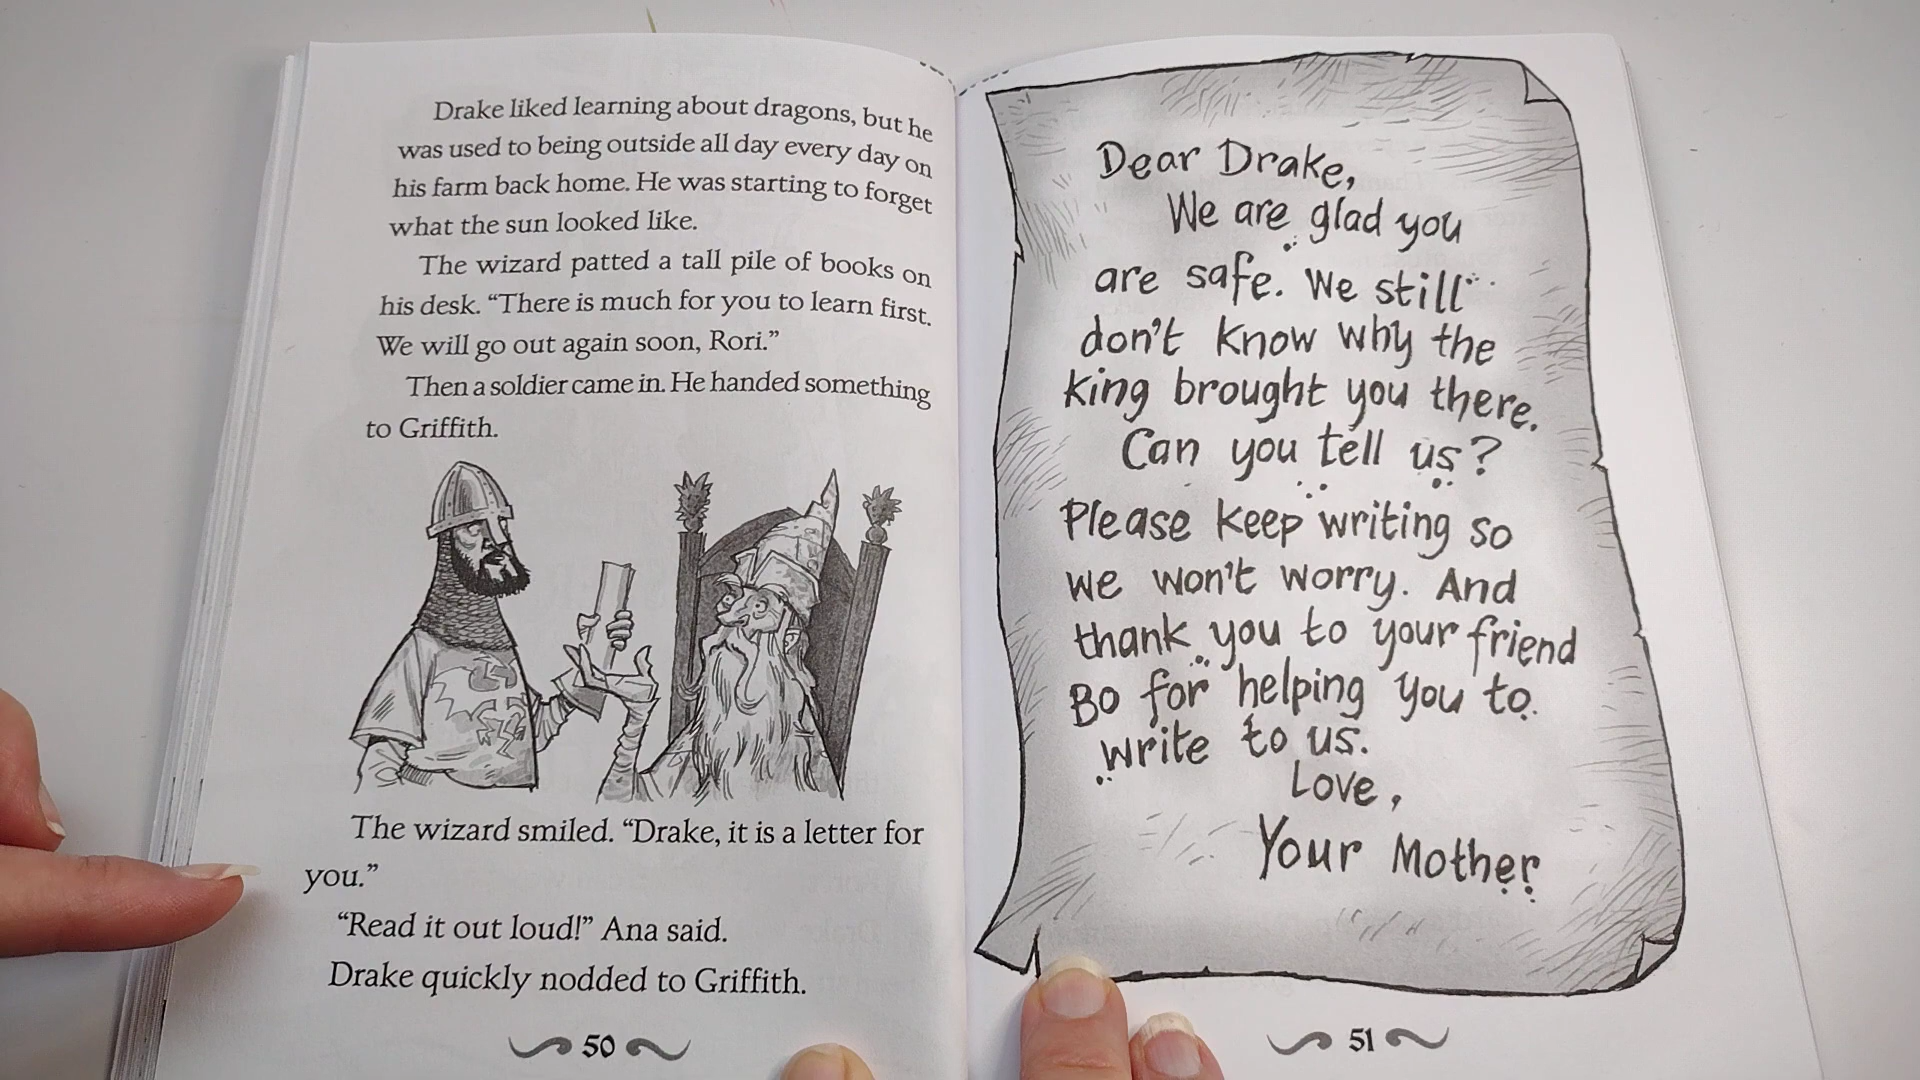 Drake liked learning about dragons, but he
was used to being outside all day every day on
his farm back home. He was starting to forget
what the sun looked like.
The wizard patted a tall pile of books on
his desk. “There is much for you to learn first.
We will go out again soon, Rori.”
Then a soldier came in. He handed something
to Griffith.
The wizard smiled. “Drake, it is a letter for
you.”
“Read it out loud!” Ana said.
Drake quickly nodded to Griffith.
50
Dear Drake,
We are glad you
are safe. We still
don't know why the
king brought you there.
Can you tell us?
Please keep writing so
we won't worry. And
thank you to your friend
Bo for helping you to
write to us.
Love,
Your Mother
51